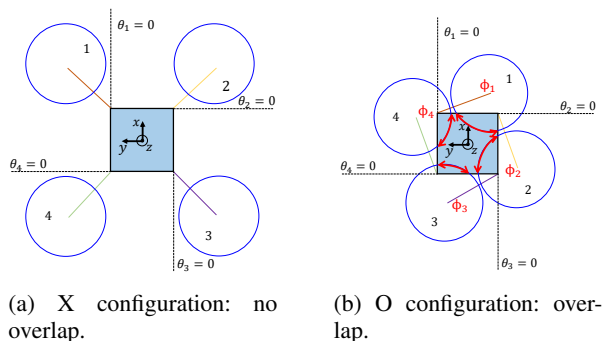 θ₁ = 0
1
2
θ₂ = 0
x
y
z
θ₄ = 0
4
3
θ₃ = 0
(a) X configuration: no
overlap.
θ₁ = 0
1
ϕ₁
4
ϕ₄
θ₂ = 0
x
y
z
θ₄ = 0
ϕ₂
2
3
ϕ₃
θ₃ = 0
(b) O configuration: over-
lap.